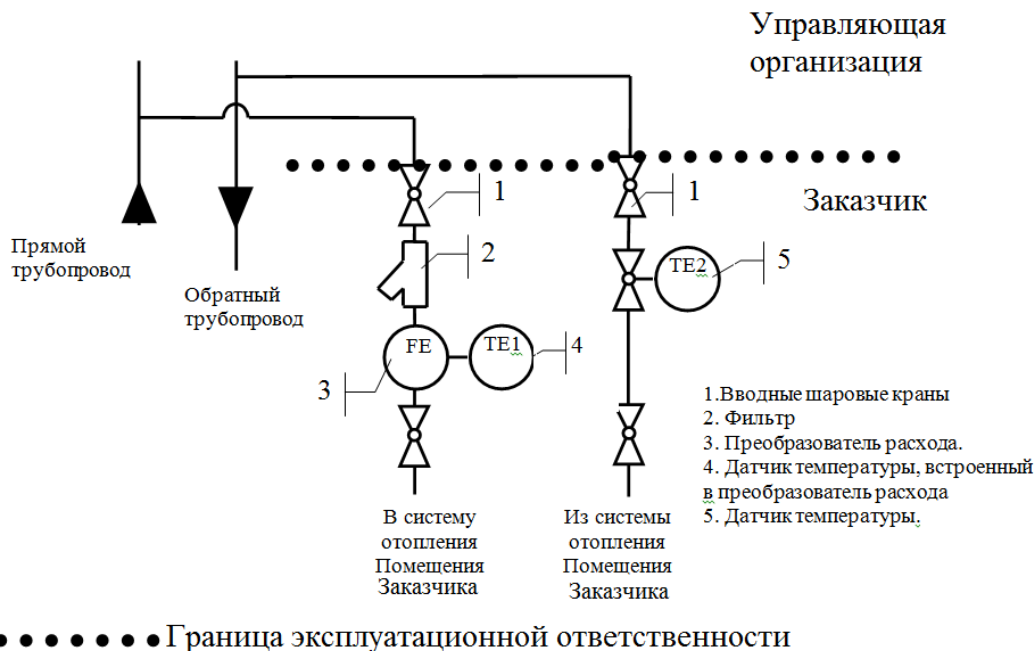 Управляющая
организация
1
1
Заказчик
Прямой
трубопровод
2
TE2
5
Обратный
трубопровод
FE
TE1
4
3
1.Вводные шаровые краны
2. Фильтр
3. Преобразователь расхода.
4. Датчик температуры, встроенный
в преобразователь расхода
5. Датчик температуры.
В систему
отопления
Помещения
Заказчика
Из системы
отопления
Помещения
Заказчика
Граница эксплуатационной ответственности